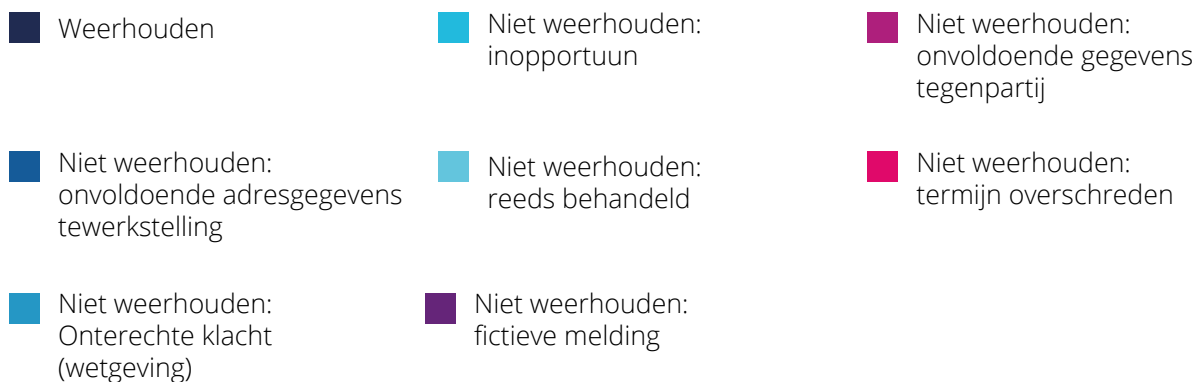 Weerhouden
Niet weerhouden:
inopportuun
Niet weerhouden:
onvoldoende gegevens
tegenpartij
Niet weerhouden:
onvoldoende adresgegevens
tewerkstelling
Niet weerhouden:
reeds behandeld
Niet weerhouden:
termijn overschreden
Niet weerhouden:
Onterechte klacht
(wetgeving)
Niet weerhouden:
fictieve melding